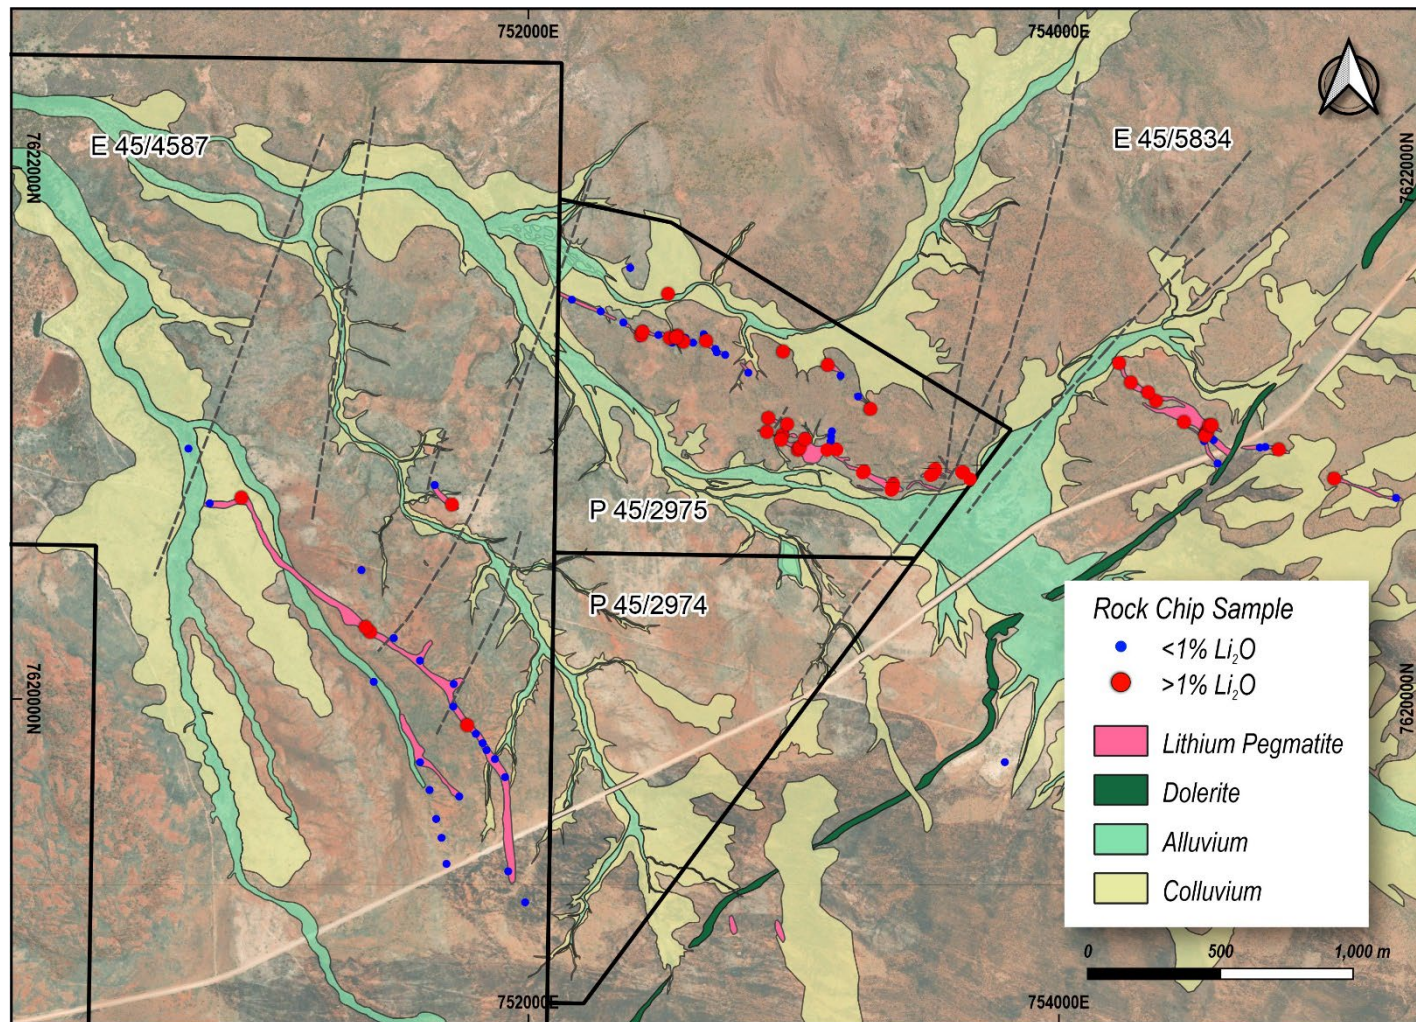 752000E
754000E
E 45/4587
E 45/5834
7622000N
7622000N
P 45/2975
P 45/2974
7620000N
7620000N
Rock Chip Sample
<1% Li₂O
>1% Li₂O
Lithium Pegmatite
Dolerite
Alluvium
Colluvium
0 500 1,000 m
752000E
754000E